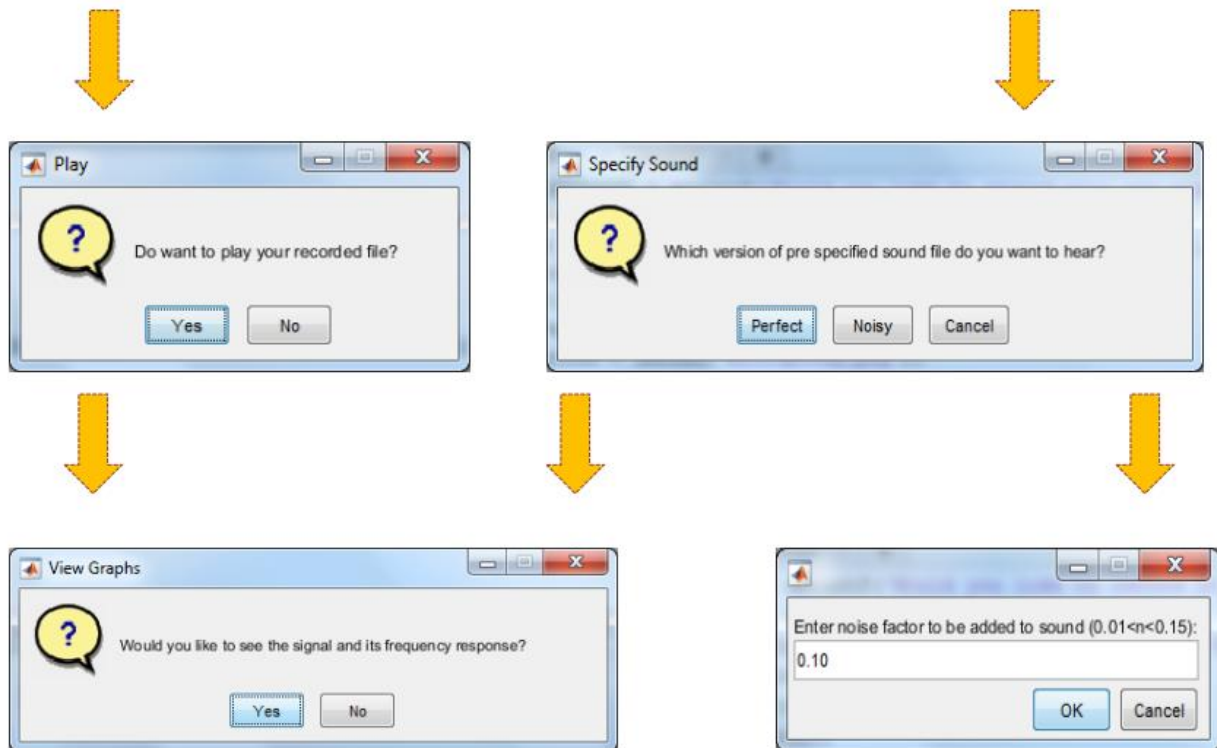 Play
Do want to play your recorded file?
Yes No
Specify Sound
Which version of pre specified sound file do you want to hear?
Perfect Noisy Cancel
View Graphs
Would you like to see the signal and its frequency response?
Yes No
Enter noise factor to be added to sound (0.01<n<0.15):
0.10
OK Cancel